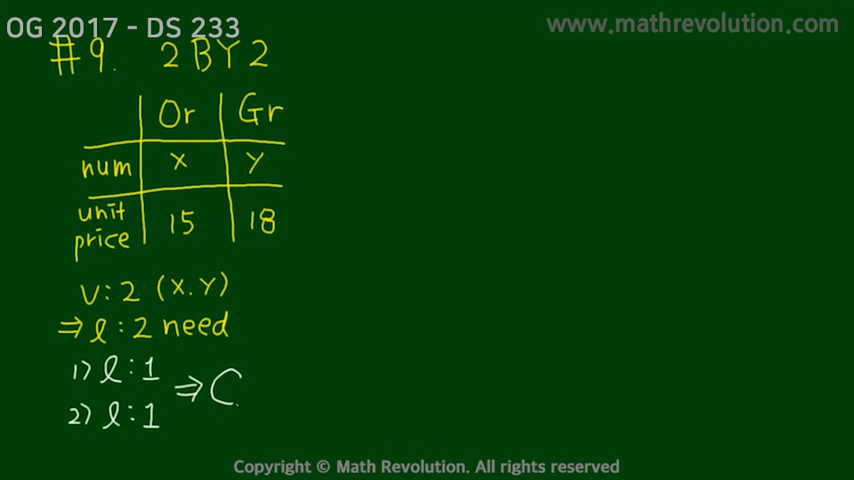 OG 2017 - DS 233
www.mathrevolution.com
#9. 2 BY 2
Or Gr
num X Y
unit price 15 18
V:2 (X.Y)
⇒ l:2 need
1) l:1
⇒ C
2) l:1
Copyright © Math Revolution. All rights reserved